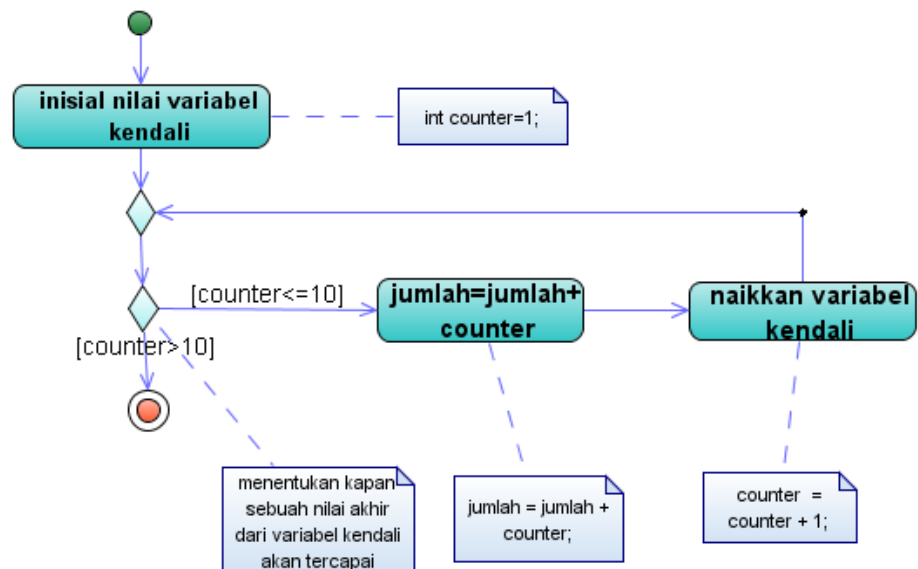 inisial nilai variabel
kendali
int counter=1;
[counter<=10]
jumlah=jumlah+
counter
naikkan variabel
kendali
[counter>10]
menentukan kapan
sebuah nilai akhir
dari variabel kendali
akan tercapai
jumlah = jumlah +
counter;
counter =
counter + 1;